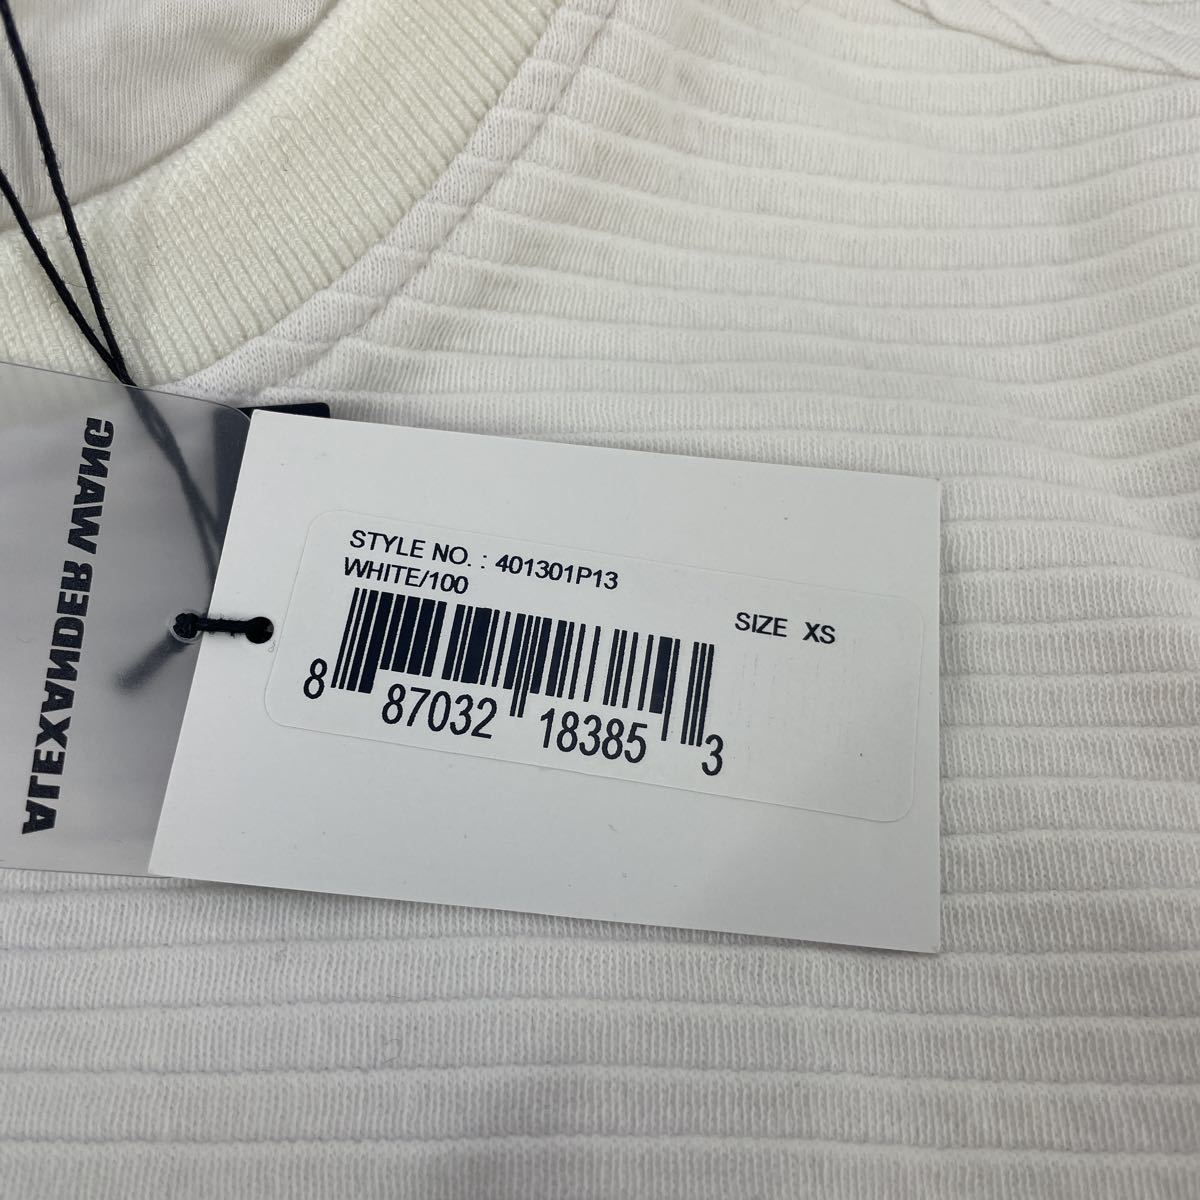 ALEXANDER WANG
STYLE NO. : 401301P13
WHITE/100
SIZE XS
8 87032 18385 3